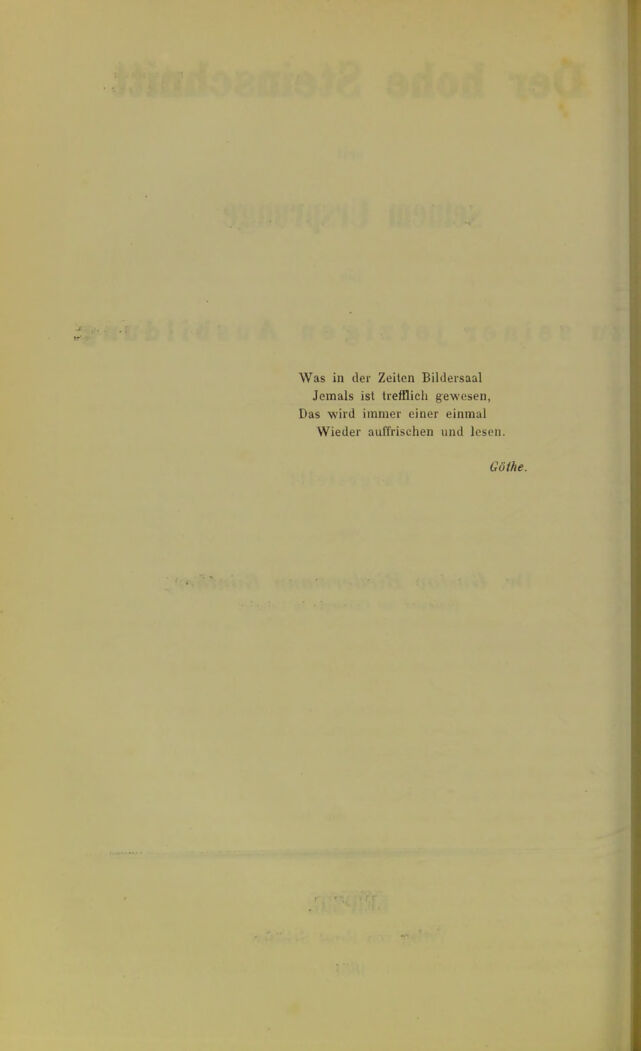 Was in der Zeiten Bildersaal
Jemals ist trefflich gewesen,
Das wird immer einer einmal
Wieder auffrischen und lesen.
Göthe.